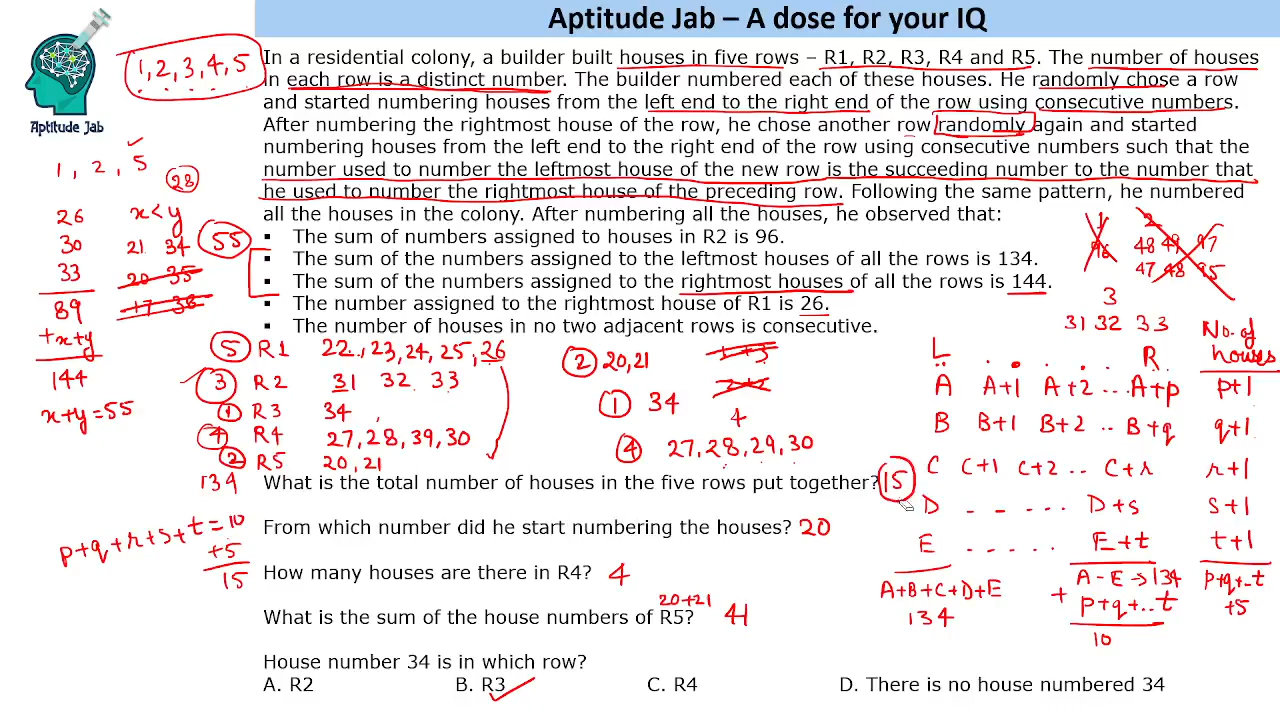 Aptitude Jab – A dose for your IQ
Aptitude Jab
1, 2, 3, 4, 5
In a residential colony, a builder built houses in five rows – R1, R2, R3, R4 and R5. The number of houses
in each row is a distinct number. The builder numbered each of these houses. He randomly chose a row
and started numbering houses from the left end to the right end of the row using consecutive numbers.
After numbering the rightmost house of the row, he chose another row randomly again and started
numbering houses from the left end to the right end of the row using consecutive numbers such that the
number used to number the leftmost house of the new row is the succeeding number to the number that
he used to number the rightmost house of the preceding row. Following the same pattern, he numbered
all the houses in the colony. After numbering all the houses, he observed that:
▪ The sum of numbers assigned to houses in R2 is 96.
▪ The sum of the numbers assigned to the leftmost houses of all the rows is 134.
▪ The sum of the numbers assigned to the rightmost houses of all the rows is 144.
▪ The number assigned to the rightmost house of R1 is 26.
▪ The number of houses in no two adjacent rows is consecutive.
1, 2, 5
28
26 x<y
30 21 34 55
33 20 35
89 17 38
+x+y
144
x+y=55
1 2
96 48 49 97
47 48 95
3
31 32 33
5 R1 22, 23, 24, 25, 26
3 R2 31 32 33
1 R3 34
4 R4 27, 28, 39, 30
2 R5 20, 21
2 20, 21
1 34
4
4 27, 28, 29, 30
No. of houses
L R
A A+1 A+2 ... A+p p+1
B B+1 B+2 .. B+q q+1
C C+1 C+2 .. C+r r+1
D - - .... D+s s+1
E - .... E+t t+1
A+B+C+D+E + A-E→134 p+q+..t
134 p+q+..t +5
10
134
p+q+r+s+t=10
+5
15
What is the total number of houses in the five rows put together? 15
From which number did he start numbering the houses? 20
How many houses are there in R4? 4
20+21
What is the sum of the house numbers of R5? 41
House number 34 is in which row?
A. R2 B. R3 C. R4 D. There is no house numbered 34